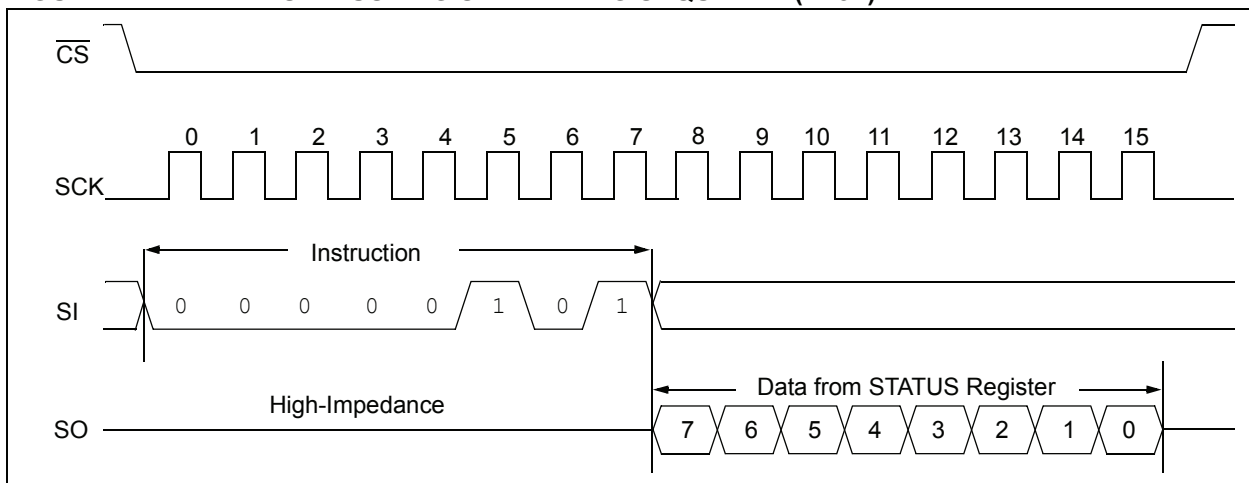 CS
0 1 2 3 4 5 6 7 8 9 10 11 12 13 14 15
SCK
Instruction
SI 0 0 0 0 0 1 0 1
Data from STATUS Register
High-Impedance
SO 7 6 5 4 3 2 1 0